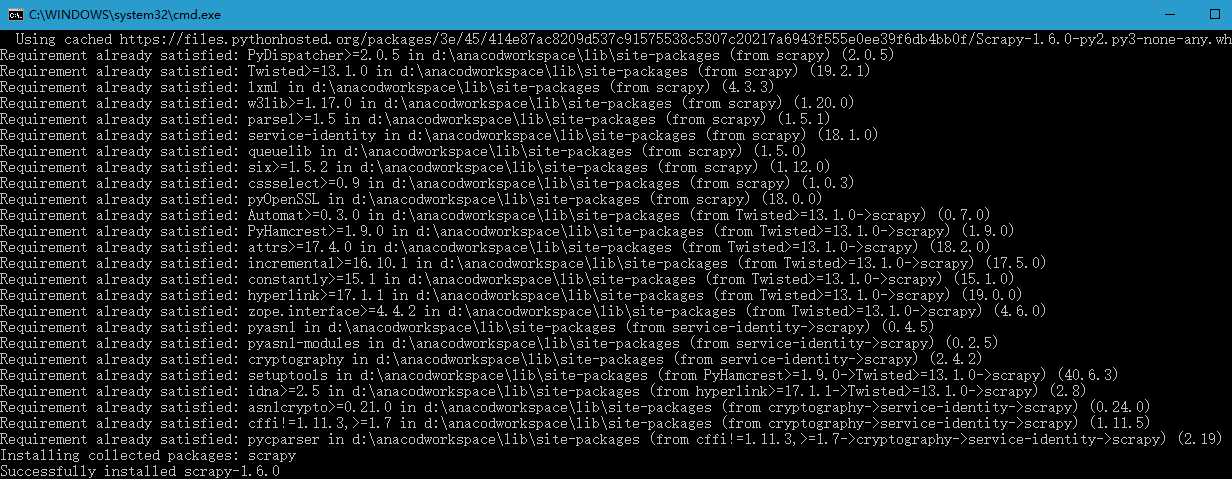 C:\WINDOWS\system32\cmd.exe
Using cached https://files.pythonhosted.org/packages/3e/45/414e87ac8209d537c91575538c5307c20217a6943f555e0ee39f6db4bb0f/Scrapy-1.6.0-py2.py3-none-any.wh
Requirement already satisfied: PyDispatcher>=2.0.5 in d:\anacodworkspace\lib\site-packages (from scrapy) (2.0.5)
Requirement already satisfied: Twisted>=13.1.0 in d:\anacodworkspace\lib\site-packages (from scrapy) (19.2.1)
Requirement already satisfied: lxml in d:\anacodworkspace\lib\site-packages (from scrapy) (4.3.3)
Requirement already satisfied: w3lib>=1.17.0 in d:\anacodworkspace\lib\site-packages (from scrapy) (1.20.0)
Requirement already satisfied: parsel>=1.5 in d:\anacodworkspace\lib\site-packages (from scrapy) (1.5.1)
Requirement already satisfied: service-identity in d:\anacodworkspace\lib\site-packages (from scrapy) (18.1.0)
Requirement already satisfied: queuelib in d:\anacodworkspace\lib\site-packages (from scrapy) (1.5.0)
Requirement already satisfied: six>=1.5.2 in d:\anacodworkspace\lib\site-packages (from scrapy) (1.12.0)
Requirement already satisfied: cssselect>=0.9 in d:\anacodworkspace\lib\site-packages (from scrapy) (1.0.3)
Requirement already satisfied: pyOpenSSL in d:\anacodworkspace\lib\site-packages (from scrapy) (18.0.0)
Requirement already satisfied: Automat>=0.3.0 in d:\anacodworkspace\lib\site-packages (from Twisted>=13.1.0->scrapy) (0.7.0)
Requirement already satisfied: PyHamcrest>=1.9.0 in d:\anacodworkspace\lib\site-packages (from Twisted>=13.1.0->scrapy) (1.9.0)
Requirement already satisfied: attrs>=17.4.0 in d:\anacodworkspace\lib\site-packages (from Twisted>=13.1.0->scrapy) (18.2.0)
Requirement already satisfied: incremental>=16.10.1 in d:\anacodworkspace\lib\site-packages (from Twisted>=13.1.0->scrapy) (17.5.0)
Requirement already satisfied: constantly>=15.1 in d:\anacodworkspace\lib\site-packages (from Twisted>=13.1.0->scrapy) (15.1.0)
Requirement already satisfied: hyperlink>=17.1.1 in d:\anacodworkspace\lib\site-packages (from Twisted>=13.1.0->scrapy) (19.0.0)
Requirement already satisfied: zope.interface>=4.4.2 in d:\anacodworkspace\lib\site-packages (from Twisted>=13.1.0->scrapy) (4.6.0)
Requirement already satisfied: pyasn1 in d:\anacodworkspace\lib\site-packages (from service-identity->scrapy) (0.4.5)
Requirement already satisfied: pyasn1-modules in d:\anacodworkspace\lib\site-packages (from service-identity->scrapy) (0.2.5)
Requirement already satisfied: cryptography in d:\anacodworkspace\lib\site-packages (from service-identity->scrapy) (2.4.2)
Requirement already satisfied: setuptools in d:\anacodworkspace\lib\site-packages (from PyHamcrest>=1.9.0->Twisted>=13.1.0->scrapy) (40.6.3)
Requirement already satisfied: idna>=2.5 in d:\anacodworkspace\lib\site-packages (from hyperlink>=17.1.1->Twisted>=13.1.0->scrapy) (2.8)
Requirement already satisfied: asn1crypto>=0.21.0 in d:\anacodworkspace\lib\site-packages (from cryptography->service-identity->scrapy) (0.24.0)
Requirement already satisfied: cffi!=1.11.3,>=1.7 in d:\anacodworkspace\lib\site-packages (from cryptography->service-identity->scrapy) (1.11.5)
Requirement already satisfied: pycparser in d:\anacodworkspace\lib\site-packages (from cffi!=1.11.3,>=1.7->cryptography->service-identity->scrapy) (2.19)
Installing collected packages: scrapy
Successfully installed scrapy-1.6.0